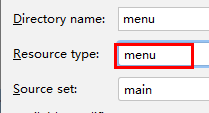 Directory name: menu
Resource type: menu
Source set: main